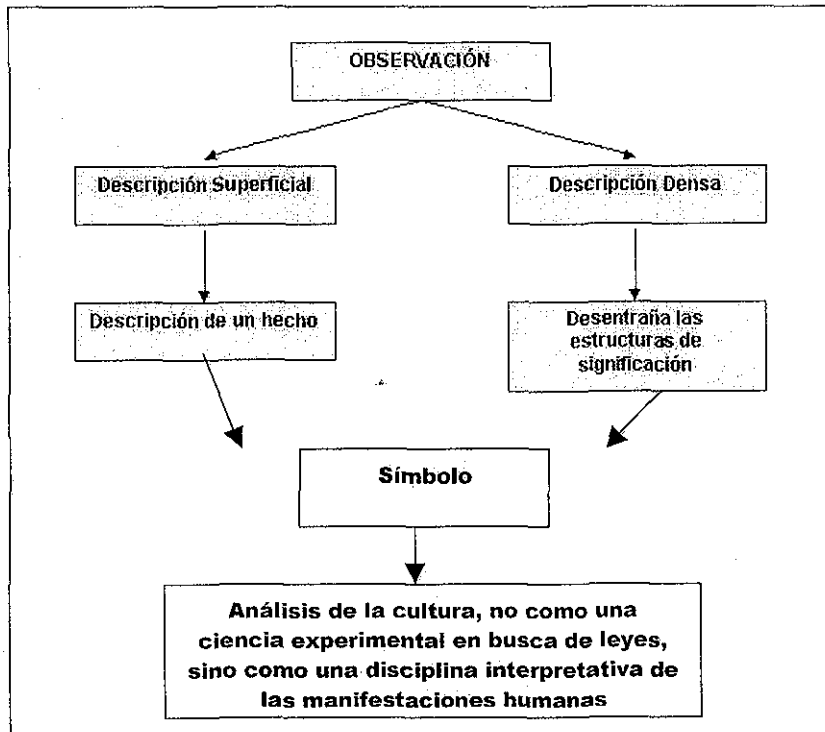 OBSERVACIÓN
Descripción Superficial
Descripción Densa
Descripción de un hecho
Desentraña las
estructuras de
significación
Símbolo
Análisis de la cultura, no como una
ciencia experimental en busca de leyes,
sino como una disciplina interpretativa de
las manifestaciones humanas